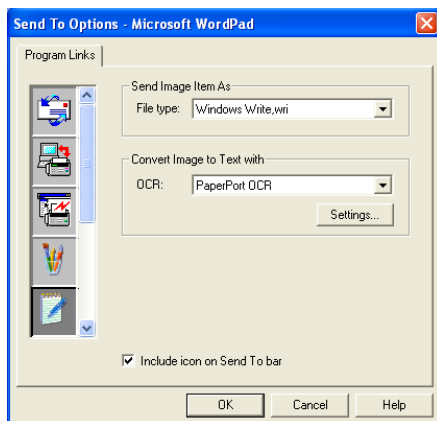 Send To Options - Microsoft WordPad
Program Links
Send Image Item As
File type: Windows Write,wri
Convert Image to Text with
OCR: PaperPort OCR
Settings...
Include icon on Send To bar
OK Cancel Help